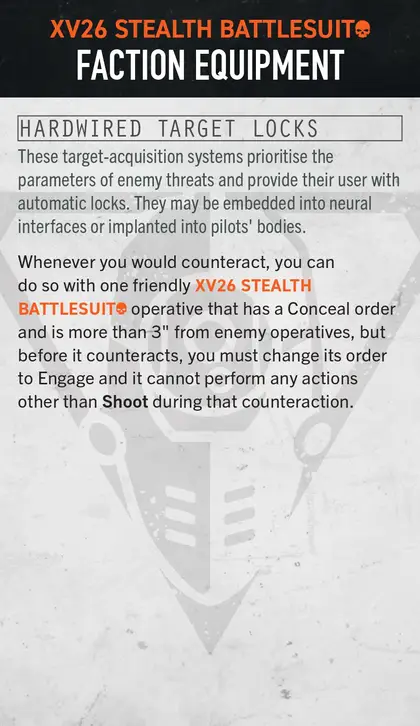 XV26 STEALTH BATTLESUIT
FACTION EQUIPMENT
HARDWIRED TARGET LOCKS
These target-acquisition systems prioritise the
parameters of enemy threats and provide their user with
automatic locks. They may be embedded into neural
interfaces or implanted into pilots' bodies.
Whenever you would counteract, you can
do so with one friendly XV26 STEALTH
BATTLESUIT operative that has a Conceal order
and is more than 3" from enemy operatives, but
before it counteracts, you must change its order
to Engage and it cannot perform any actions
other than Shoot during that counteraction.